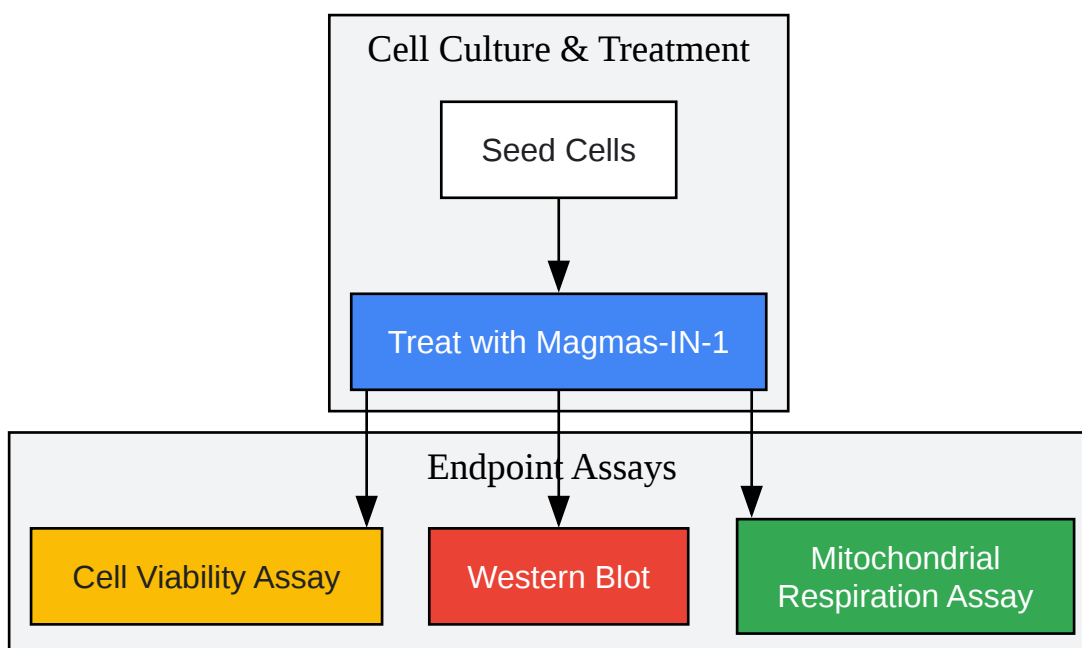 Cell Culture & Treatment
Seed Cells
Treat with Magmas-IN-1
Endpoint Assays
Cell Viability Assay
Western Blot
Mitochondrial
Respiration Assay